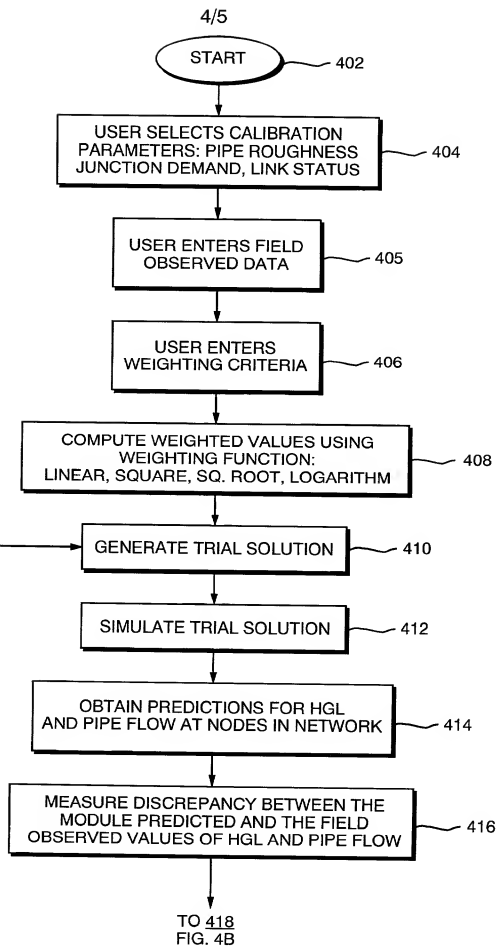 4/5
START
402
USER SELECTS CALIBRATION
PARAMETERS: PIPE ROUGHNESS
JUNCTION DEMAND, LINK STATUS
404
USER ENTERS FIELD
OBSERVED DATA
405
USER ENTERS
WEIGHTING CRITERIA
406
COMPUTE WEIGHTED VALUES USING
WEIGHTING FUNCTION:
LINEAR, SQUARE, SQ. ROOT, LOGARITHM
408
GENERATE TRIAL SOLUTION
410
SIMULATE TRIAL SOLUTION
412
OBTAIN PREDICTIONS FOR HGL
AND PIPE FLOW AT NODES IN NETWORK
414
MEASURE DISCREPANCY BETWEEN THE
MODULE PREDICTED AND THE FIELD
OBSERVED VALUES OF HGL AND PIPE FLOW
416
TO 418
FIG. 4B